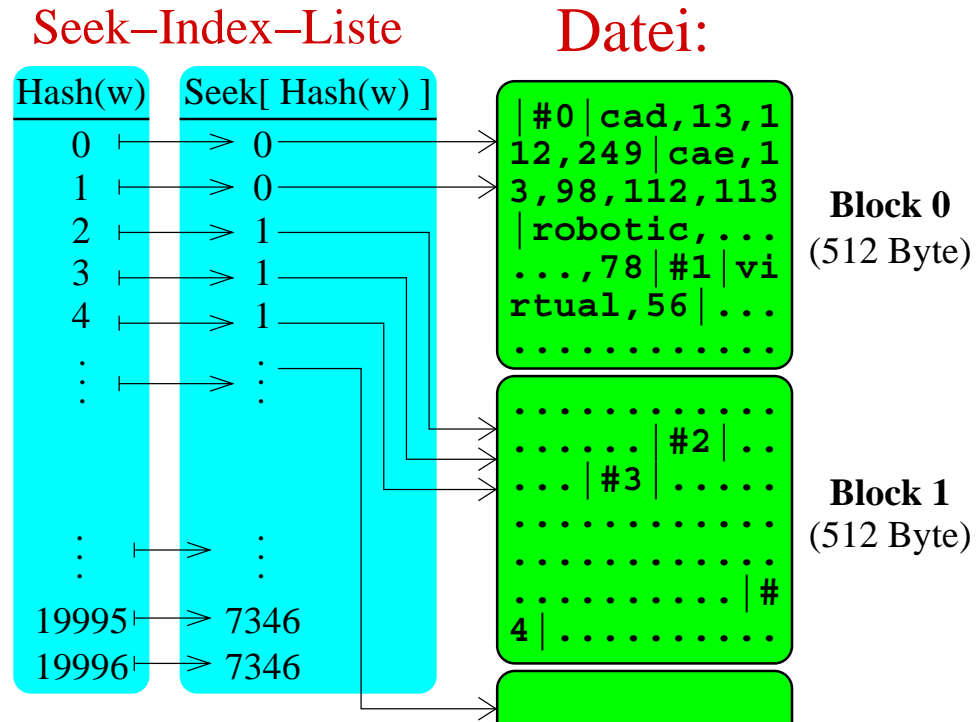 Seek–Index–Liste
Datei:
Hash(w) Seek[ Hash(w) ]
0 0
1 0
2 1
3 1
4 1
19995 7346
19996 7346
|#0|cad,13,1
12,249|cae,1
3,98,112,113
|robotic,...
...,78|#1|vi
rtual,56|...
............
Block 0
(512 Byte)
............
......|#2|..
...|#3|.....
............
............
..........|#
4|..........
Block 1
(512 Byte)